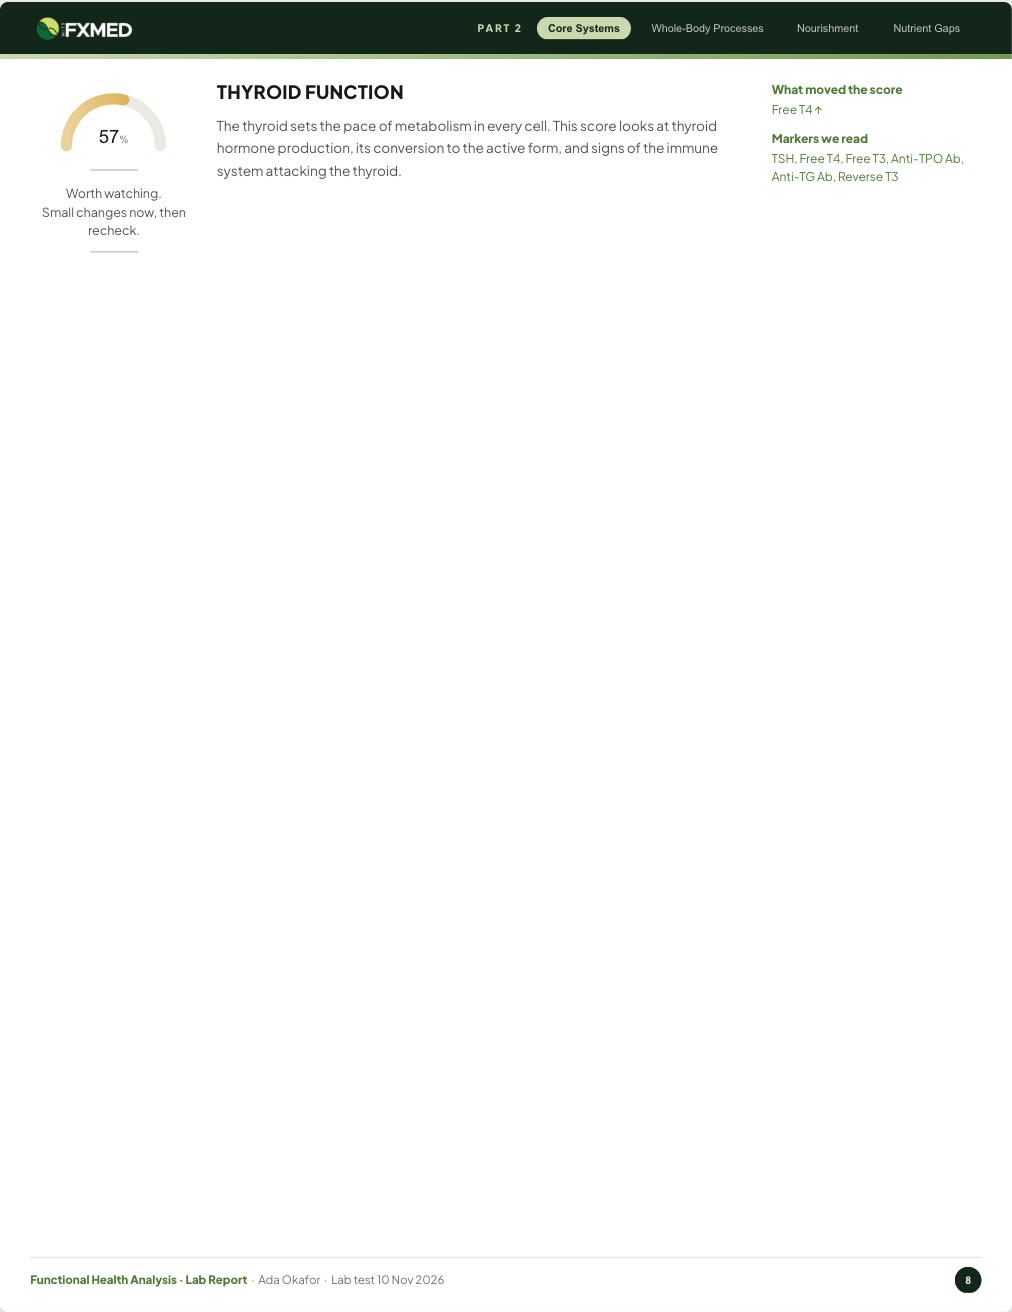 FXMED
PART 2 Core Systems Whole-Body Processes Nourishment Nutrient Gaps
57%
Worth watching.
Small changes now, then
recheck.
THYROID FUNCTION
The thyroid sets the pace of metabolism in every cell. This score looks at thyroid
hormone production, its conversion to the active form, and signs of the immune
system attacking the thyroid.
What moved the score
Free T4 ↑
Markers we read
TSH, Free T4, Free T3, Anti-TPO Ab,
Anti-TG Ab, Reverse T3
Functional Health Analysis · Lab Report · Ada Okafor · Lab test 10 Nov 2026
8